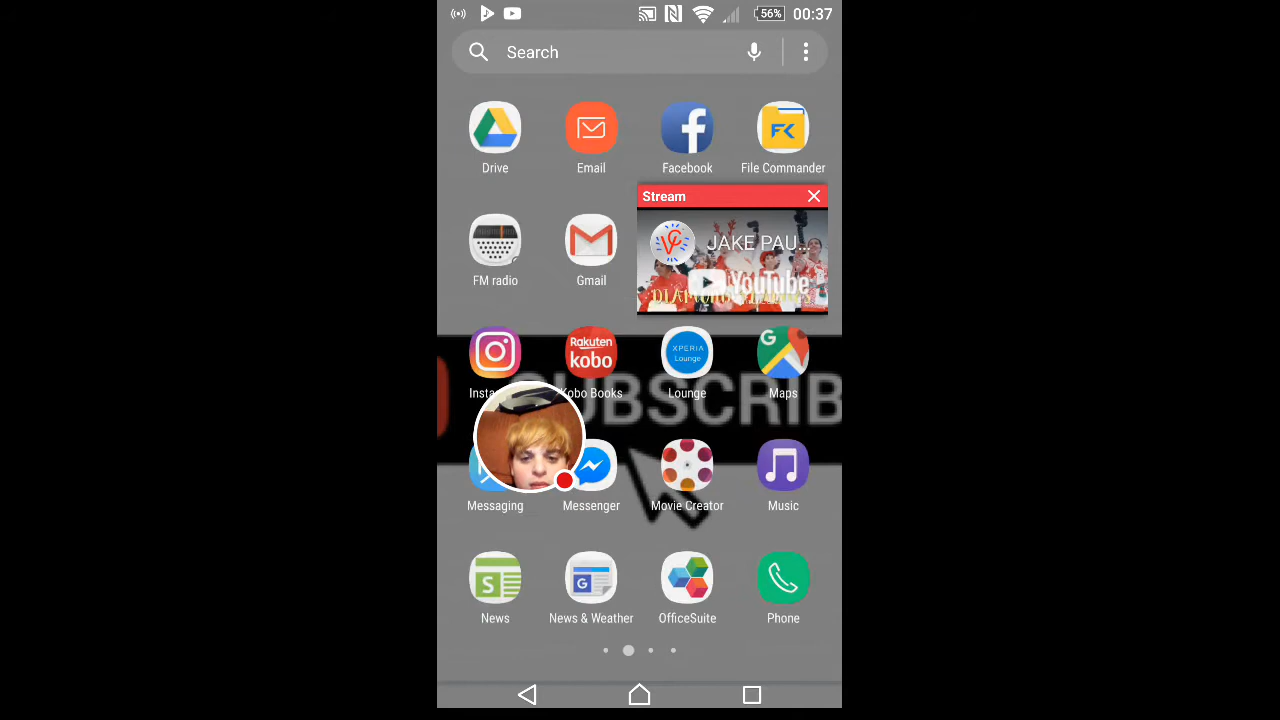 56% 00:37
Search
Drive Email Facebook File Commander
Stream
JAKE PAU...
YouTube
FM radio Gmail
Rakuten
kobo
XPERIA
Lounge
G
Kobo Books Lounge Maps
SUBSCRIB
Messaging Messenger Movie Creator Music
S G
News News & Weather OfficeSuite Phone